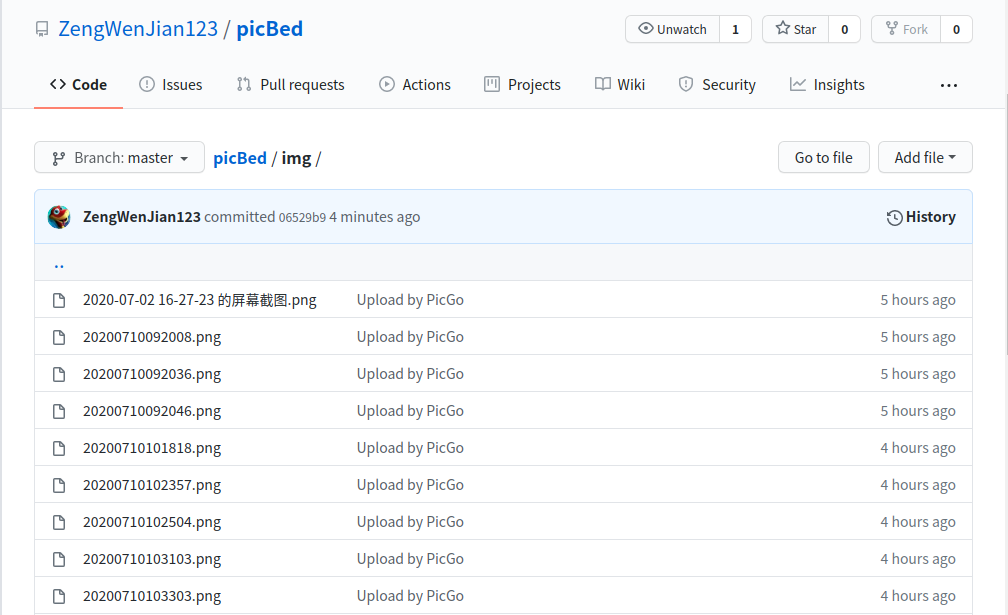 ZengWenJian123 / picBed
Unwatch 1 Star 0 Fork 0
Code Issues Pull requests Actions Projects Wiki Security Insights ...
Branch: master picBed / img / Go to file Add file
ZengWenJian123 committed 06529b9 4 minutes ago History
..
2020-07-02 16-27-23 的屏幕截图.png Upload by PicGo 5 hours ago
20200710092008.png Upload by PicGo 5 hours ago
20200710092036.png Upload by PicGo 5 hours ago
20200710092046.png Upload by PicGo 5 hours ago
20200710101818.png Upload by PicGo 4 hours ago
20200710102357.png Upload by PicGo 4 hours ago
20200710102504.png Upload by PicGo 4 hours ago
20200710103103.png Upload by PicGo 4 hours ago
20200710103303.png Upload by PicGo 4 hours ago